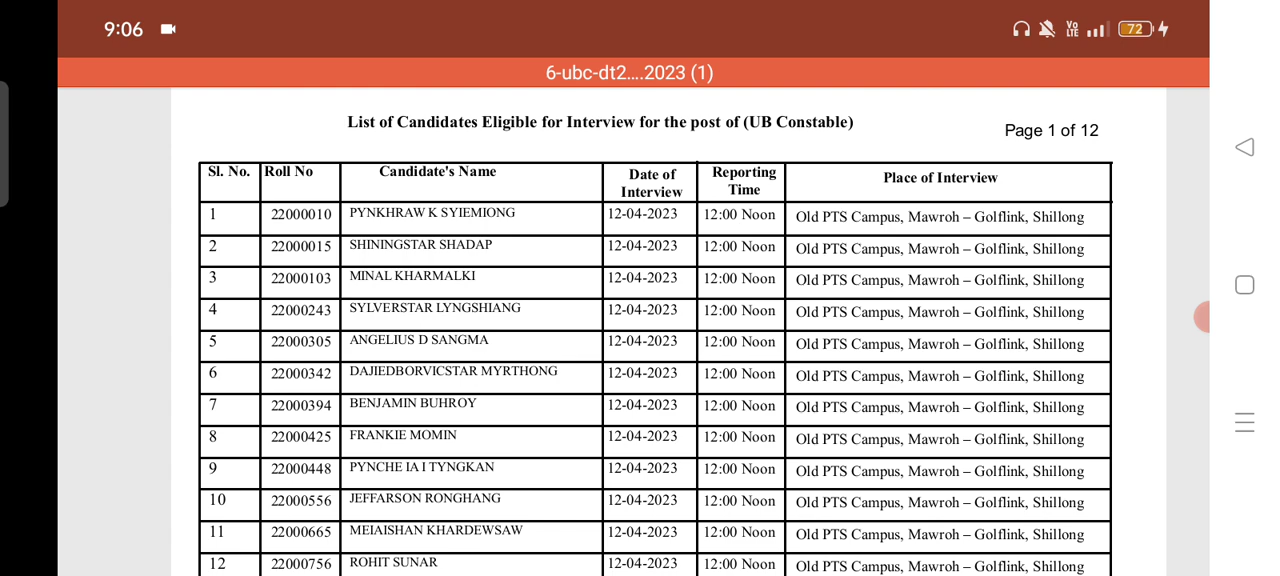 9:06 Vo LTE 72
6-ubc-dt2....2023 (1)
List of Candidates Eligible for Interview for the post of (UB Constable)
Page 1 of 12
Sl. No. Roll No Candidate's Name Date of Interview Reporting Time Place of Interview
1 22000010 PYNKHRAW K SYIEMIONG 12-04-2023 12:00 Noon Old PTS Campus, Mawroh – Golflink, Shillong
2 22000015 SHININGSTAR SHADAP 12-04-2023 12:00 Noon Old PTS Campus, Mawroh – Golflink, Shillong
3 22000103 MINAL KHARMALKI 12-04-2023 12:00 Noon Old PTS Campus, Mawroh – Golflink, Shillong
4 22000243 SYLVERSTAR LYNGSHIANG 12-04-2023 12:00 Noon Old PTS Campus, Mawroh – Golflink, Shillong
5 22000305 ANGELIUS D SANGMA 12-04-2023 12:00 Noon Old PTS Campus, Mawroh – Golflink, Shillong
6 22000342 DAJIEDBORVICSTAR MYRTHONG 12-04-2023 12:00 Noon Old PTS Campus, Mawroh – Golflink, Shillong
7 22000394 BENJAMIN BUHROY 12-04-2023 12:00 Noon Old PTS Campus, Mawroh – Golflink, Shillong
8 22000425 FRANKIE MOMIN 12-04-2023 12:00 Noon Old PTS Campus, Mawroh – Golflink, Shillong
9 22000448 PYNCHE IA I TYNGKAN 12-04-2023 12:00 Noon Old PTS Campus, Mawroh – Golflink, Shillong
10 22000556 JEFFARSON RONGHANG 12-04-2023 12:00 Noon Old PTS Campus, Mawroh – Golflink, Shillong
11 22000665 MEIAISHAN KHARDEWSAW 12-04-2023 12:00 Noon Old PTS Campus, Mawroh – Golflink, Shillong
12 22000756 ROHIT SUNAR 12-04-2023 12:00 Noon Old PTS Campus, Mawroh – Golflink, Shillong